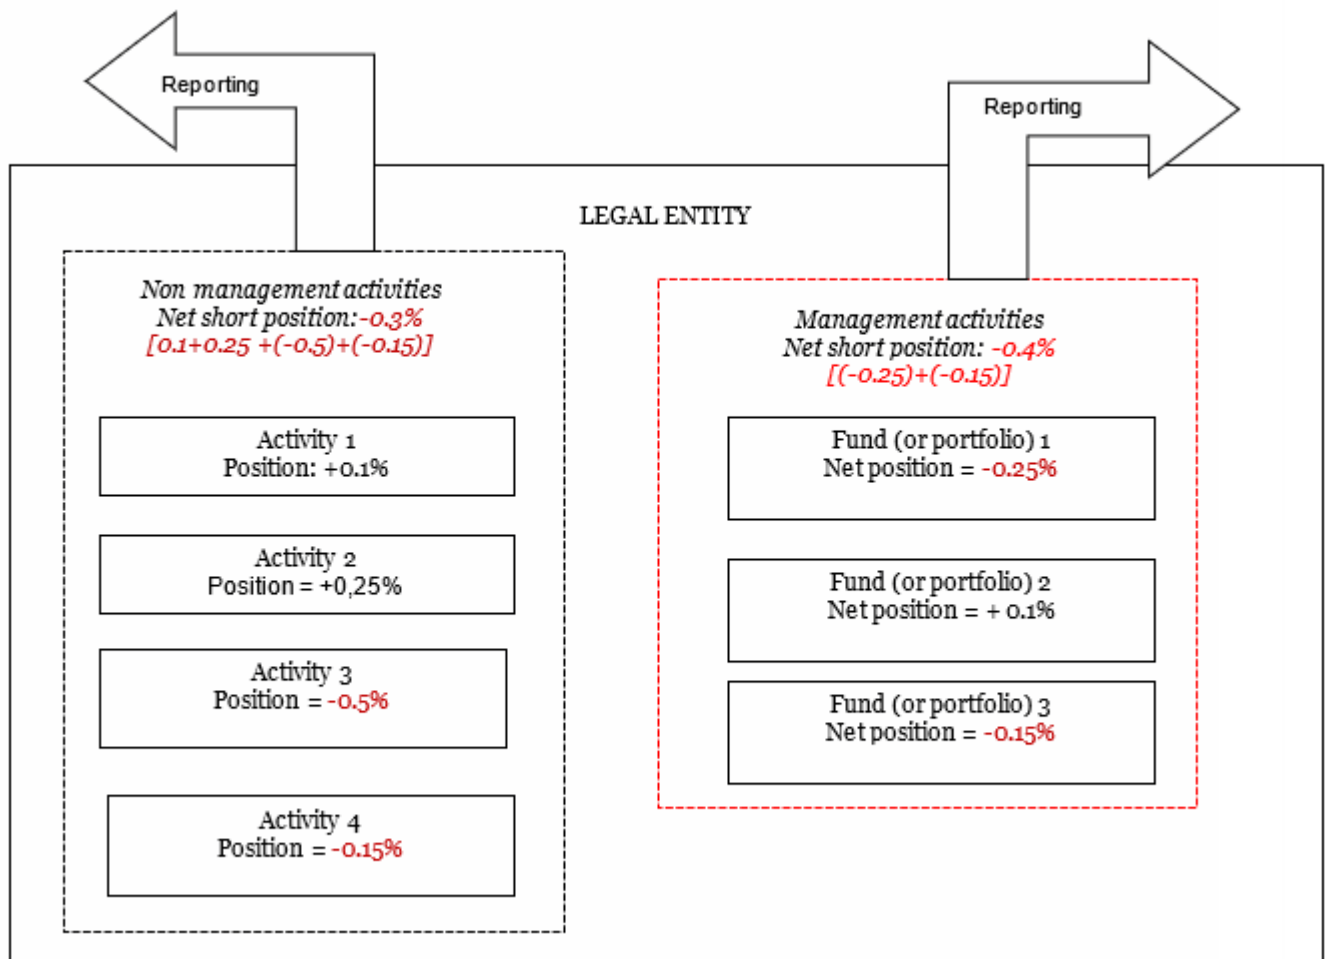 Reporting
Reporting
LEGAL ENTITY
Non management activities
Net short position:-0.3%
[0.1+0.25 +(-0.5)+(-0.15)]
Activity 1
Position: +0.1%
Activity 2
Position = +0,25%
Activity 3
Position = -0.5%
Activity 4
Position = -0.15%
Management activities
Net short position: -0.4%
[(-0.25)+(-0.15)]
Fund (or portfolio) 1
Net position = -0.25%
Fund (or portfolio) 2
Net position = + 0.1%
Fund (or portfolio) 3
Net position = -0.15%